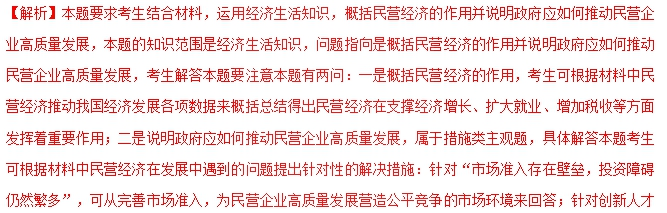 【解析】本题要求考生结合材料，运用经济生活知识，概括民营经济的作用并说明政府应如何推动民营企
业高质量发展，本题的知识范围是经济生活知识，问题指向是概括民营经济的作用并说明政府应如何推动
民营企业高质量发展，考生解答本题要注意本题有两问：一是概括民营经济的作用，考生可根据材料中民
营经济推动我国经济发展各项数据来概括总结得出民营经济在支撑经济增长、扩大就业、增加税收等方面
发挥着重要作用；二是说明政府应如何推动民营企业高质量发展，属于措施类主观题，具体解答本题考生
可根据材料中民营经济在发展中遇到的问题提出针对性的解决措施：针对“市场准入存在壁垒，投资障碍
仍然繁多”，可从完善市场准入，为民营企业高质量发展营造公平竞争的市场环境来回答；针对创新人才